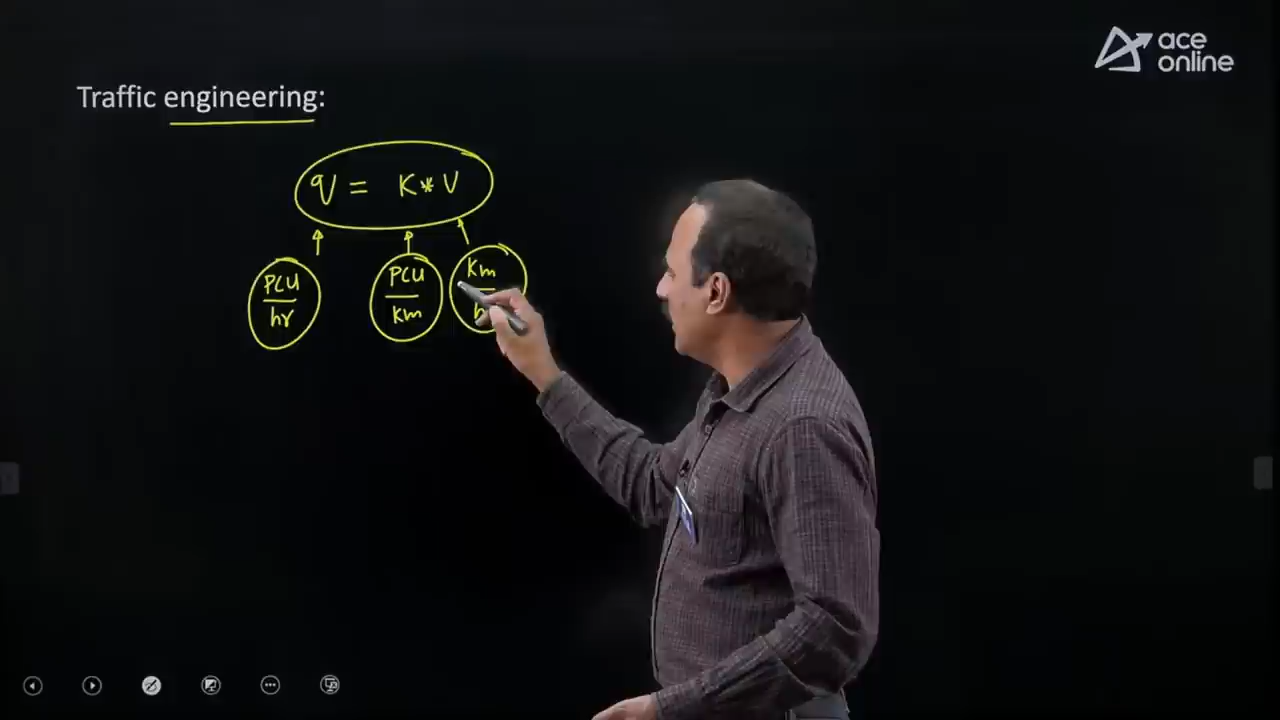 ace
online
Traffic engineering:
q = K * V
PCU
hr
PCU
Km
Km
h